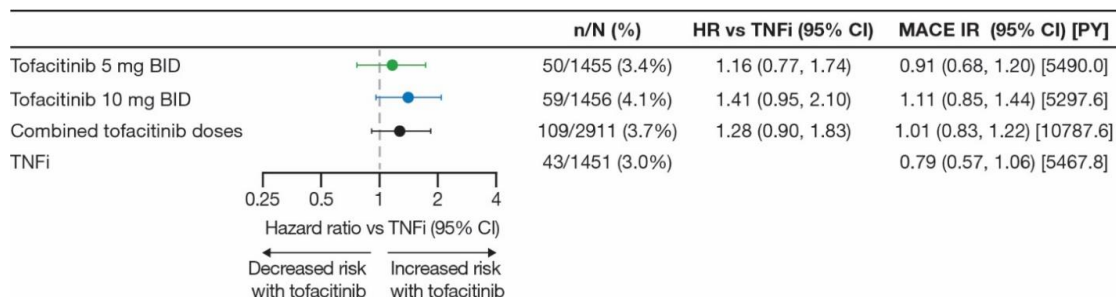 n/N (%) HR vs TNFi (95% CI) MACE IR (95% CI) [PY]
Tofacitinib 5 mg BID 50/1455 (3.4%) 1.16 (0.77, 1.74) 0.91 (0.68, 1.20) [5490.0]
Tofacitinib 10 mg BID 59/1456 (4.1%) 1.41 (0.95, 2.10) 1.11 (0.85, 1.44) [5297.6]
Combined tofacitinib doses 109/2911 (3.7%) 1.28 (0.90, 1.83) 1.01 (0.83, 1.22) [10787.6]
TNFi 43/1451 (3.0%) 0.79 (0.57, 1.06) [5467.8]
0.25 0.5 1 2 4
Hazard ratio vs TNFi (95% CI)
Decreased risk Increased risk
with tofacitinib with tofacitinib